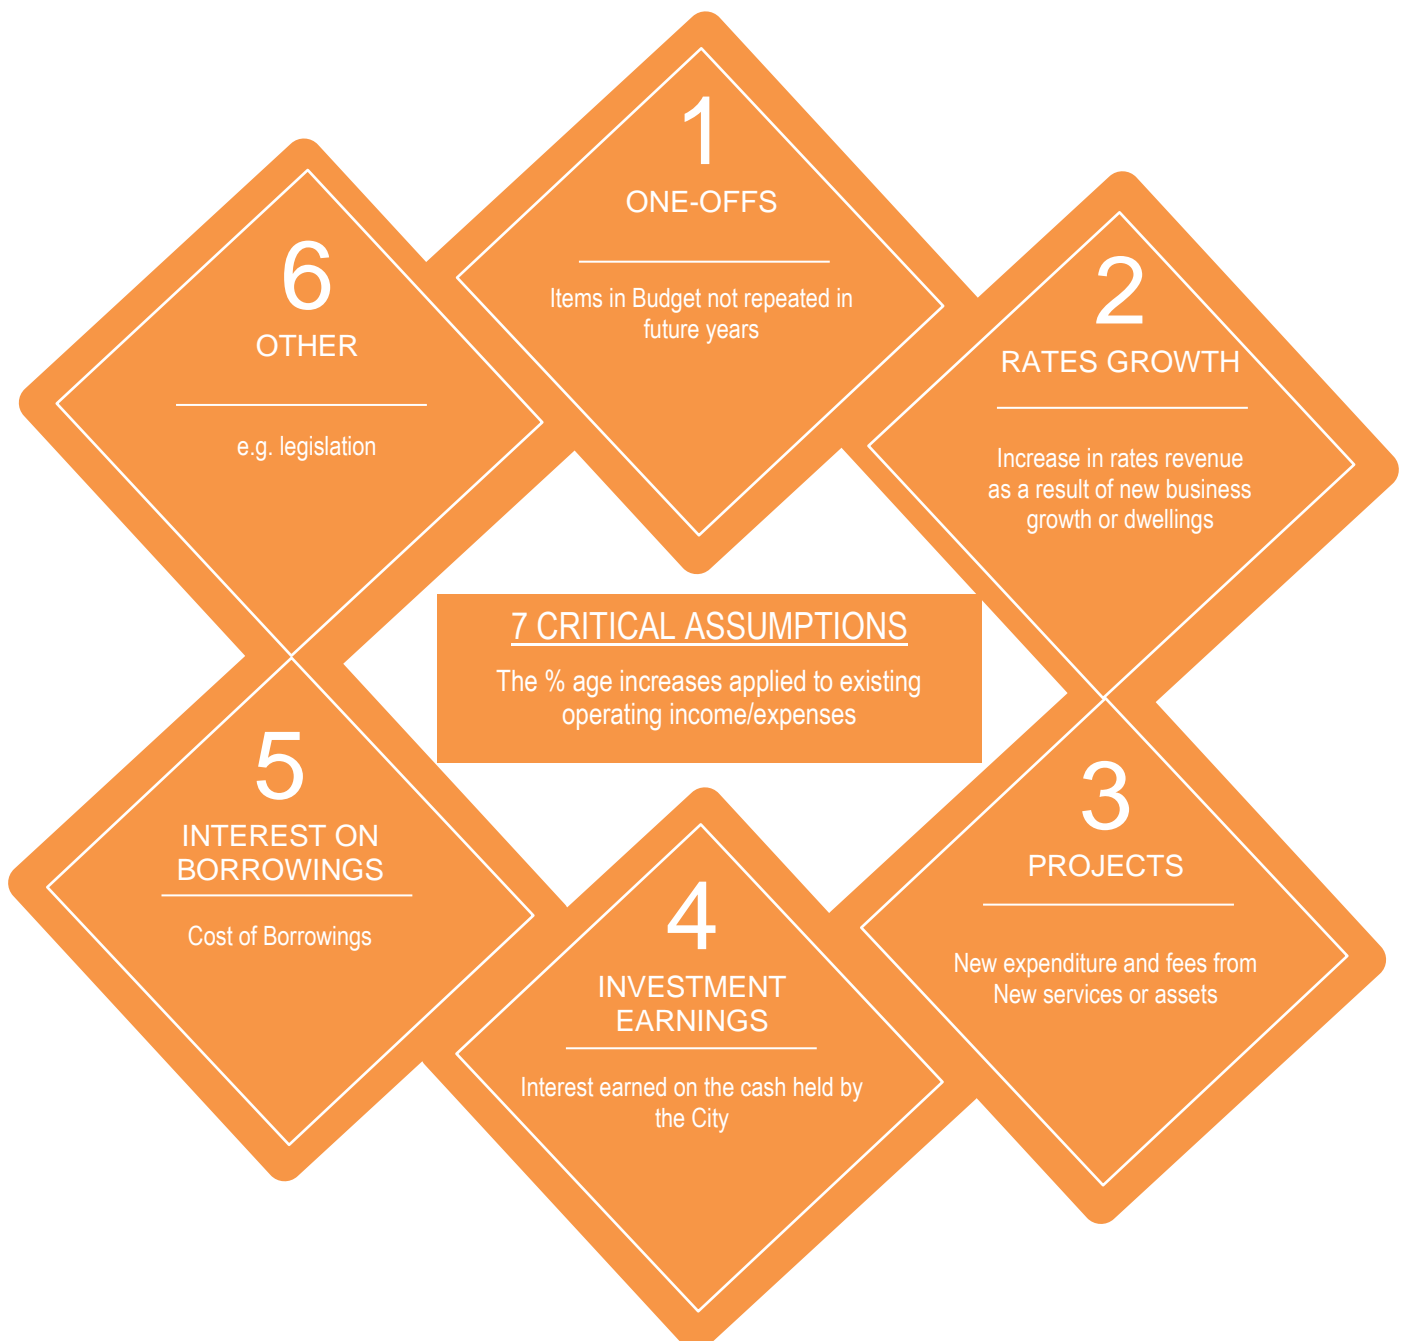 1
ONE-OFFS
Items in Budget not repeated in
future years
2
RATES GROWTH
Increase in rates revenue
as a result of new business
growth or dwellings
3
PROJECTS
New expenditure and fees from
New services or assets
4
INVESTMENT
EARNINGS
Interest earned on the cash held by
the City
5
INTEREST ON
BORROWINGS
Cost of Borrowings
6
OTHER
e.g. legislation
7 CRITICAL ASSUMPTIONS
The % age increases applied to existing
operating income/expenses